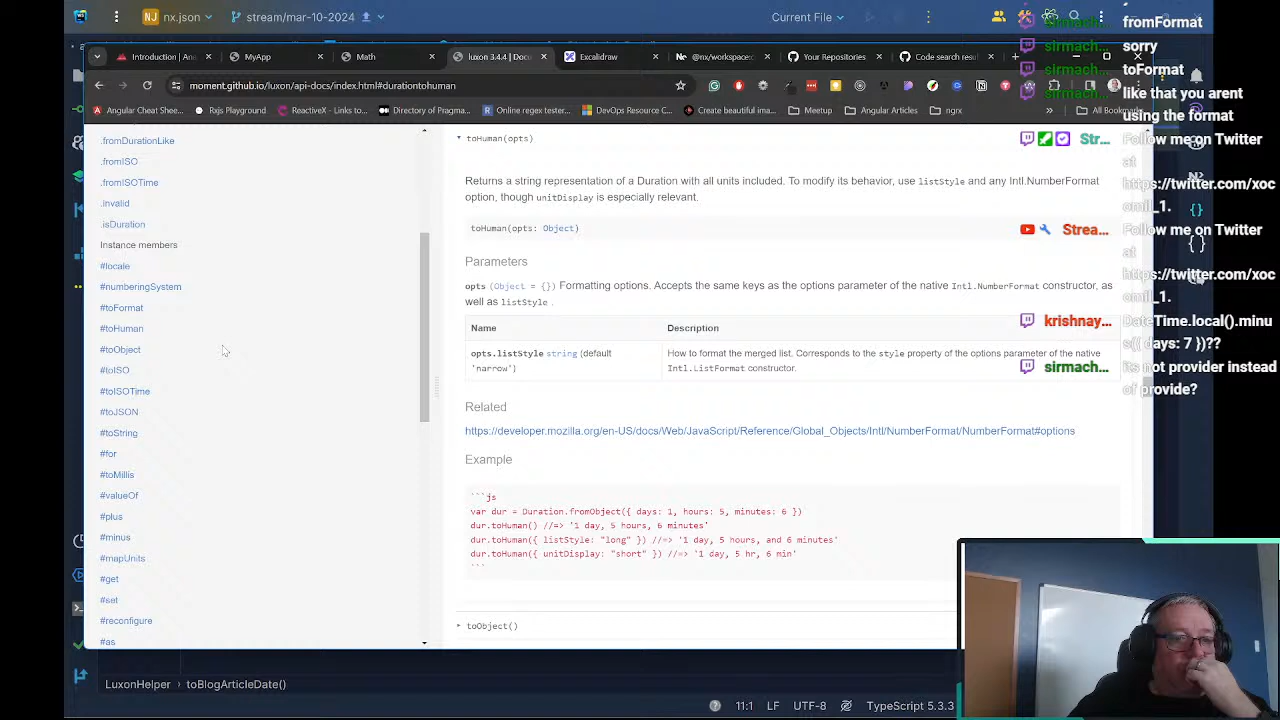 NJ nx.json
stream/mar-10-2024
Current File
Introduction | An
MyApp
Math
luxon 3.4.4 | Doc
Excalidraw
@nx/workspace:c
Your Repositories
Code search resul
moment.github.io/luxon/api-docs/index.html#durationtohuman
Angular Cheat Shee...
Rxjs Playground
ReactiveX -Herram...
Directory of Pragma...
Online regex tester...
DevOps Resource C...
Create beautiful ima...
Meetup
Angular Articles
ngrx
All Bookmarks
.fromDurationLike
.fromISO
.fromISOTime
.invalid
.isDuration
Instance members
#locale
#numberingSystem
#toFormat
#toHuman
#toObject
#toISO
#toISOTime
#toJSON
#toString
#for
#toMillis
#valueOf
#plus
#minus
#mapUnits
#get
#set
#reconfigure
#as
toHuman(opts)
Returns a string representation of a Duration with all units included. To modify its behavior, use listStyle and any Intl.NumberFormat
option, though unitDisplay is especially relevant.
toHuman(opts: Object)
Parameters
opts (Object = {}) Formatting options. Accepts the same keys as the options parameter of the native Intl.NumberFormat constructor, as
well as listStyle .
Name Description
opts.listStyle string (default
'narrow')
How to format the merged list. Corresponds to the style property of the options parameter of the native
Intl.ListFormat constructor.
Related
https://developer.mozilla.org/en-US/docs/Web/JavaScript/Reference/Global_Objects/Intl/NumberFormat/NumberFormat#options
Example
```js
var dur = Duration.fromObject({ days: 1, hours: 5, minutes: 6 })
dur.toHuman() //=> '1 day, 5 hours, 6 minutes'
dur.toHuman({ listStyle: "long" }) //=> '1 day, 5 hours, and 6 minutes'
dur.toHuman({ unitDisplay: "short" }) //=> '1 day, 5 hr, 6 min'
```
toObject()
fromFormat
sirmach... sorry
sirmach... toFormat
sirmach... like that you arent
using the format
Str... Follow me on Twitter
at
https://twitter.com/xoc
omil_1.
Strea... Follow me on Twitter
at
https://twitter.com/xoc
omil_1.
krishnay... DateTime.local().minu
s({ days: 7 })??
sirmach... its not provider instead
of provide?
LuxonHelper › toBlogArticleDate()
11:1 LF UTF-8 TypeScript 5.3.3